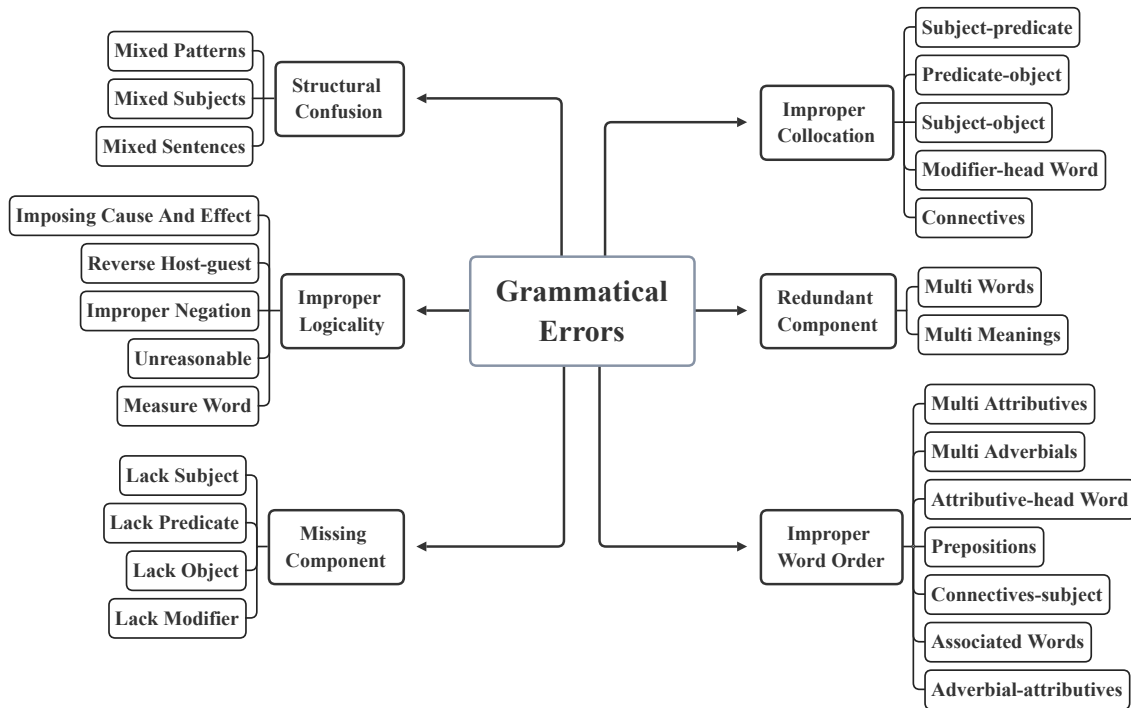 Grammatical
Errors
Structural
Confusion
Mixed Patterns
Mixed Subjects
Mixed Sentences
Improper
Logicality
Imposing Cause And Effect
Reverse Host-guest
Improper Negation
Unreasonable
Measure Word
Missing
Component
Lack Subject
Lack Predicate
Lack Object
Lack Modifier
Improper
Collocation
Subject-predicate
Predicate-object
Subject-object
Modifier-head Word
Connectives
Redundant
Component
Multi Words
Multi Meanings
Improper
Word Order
Multi Attributives
Multi Adverbials
Attributive-head Word
Prepositions
Connectives-subject
Associated Words
Adverbial-attributives